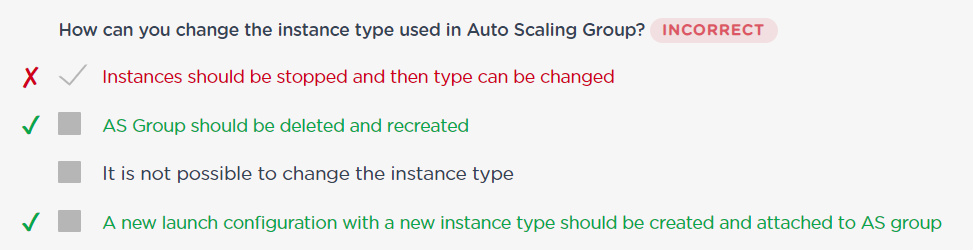 How can you change the instance type used in Auto Scaling Group? INCORRECT
Instances should be stopped and then type can be changed
AS Group should be deleted and recreated
It is not possible to change the instance type
A new launch configuration with a new instance type should be created and attached to AS group